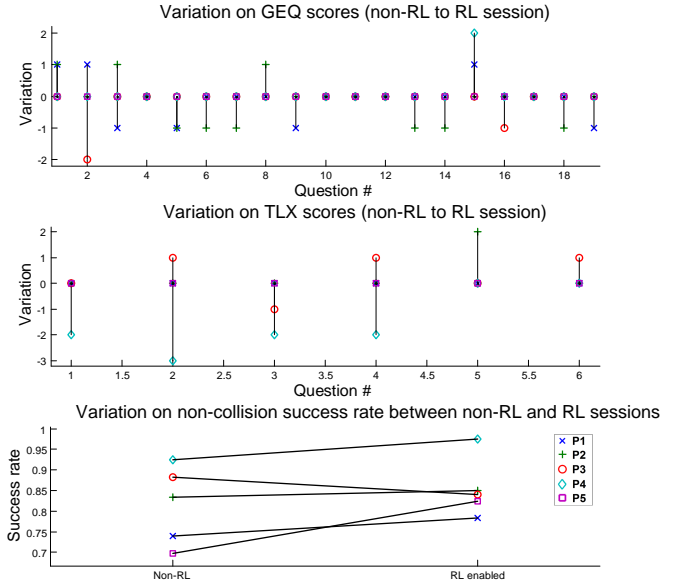 Variation on GEQ scores (non-RL to RL session)
2
1
0
-1
-2
Variation
2 4 6 8 10 12 14 16 18
Question #
Variation on TLX scores (non-RL to RL session)
2
1
0
-1
-2
-3
Variation
1 1.5 2 2.5 3 3.5 4 4.5 5 5.5 6
Question #
Variation on non-collision success rate between non-RL and RL sessions
1
0.95
0.9
0.85
0.8
0.75
0.7
Success rate
P1
P2
P3
P4
P5
Non-RL RL enabled